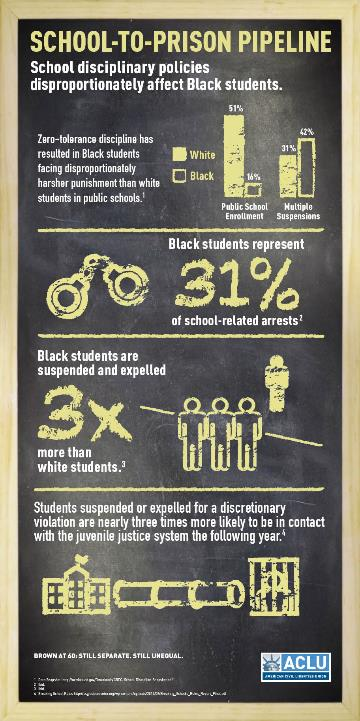 SCHOOL-TO-PRISON PIPELINE
School disciplinary policies
disproportionately affect Black students.
Zero-tolerance discipline has
resulted in Black students
facing disproportionately
harsher punishment than white
students in public schools.1
White
Black
51%
16%
31%
42%
Public School
Enrollment
Multiple
Suspensions
Black students represent
31%
of school-related arrests2
Black students are
suspended and expelled
3x
more than
white students.3
Students suspended or expelled for a discretionary
violation are nearly three times more likely to be in contact
with the juvenile justice system the following year.4
BROWN AT 60: STILL SEPARATE. STILL UNEQUAL.
ACLU
AMERICAN CIVIL LIBERTIES UNION